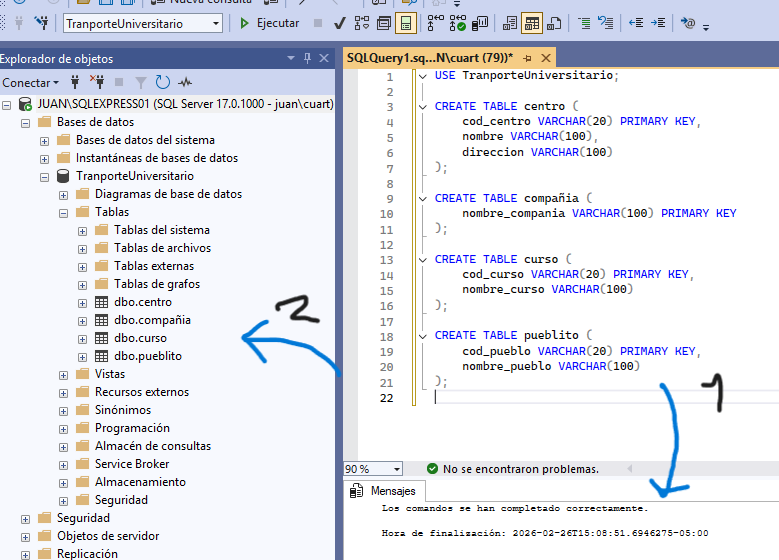 Nueva consulta
TranporteUniversitario
Ejecutar
Explorador de objetos
Conectar
JUAN\SQLEXPRESS01 (SQL Server 17.0.1000 - juan\cuart)
Bases de datos
Bases de datos del sistema
Instantáneas de bases de datos
TranporteUniversitario
Diagramas de base de datos
Tablas
Tablas del sistema
Tablas de archivos
Tablas externas
Tablas de grafos
dbo.centro
dbo.compañia
dbo.curso
dbo.pueblito
Vistas
Recursos externos
Sinónimos
Programación
Almacén de consultas
Service Broker
Almacenamiento
Seguridad
Seguridad
Objetos de servidor
Replicación
2
SQLQuery1.sq...N\cuart (79))*
1 USE TranporteUniversitario;
2
3 CREATE TABLE centro (
4 cod_centro VARCHAR(20) PRIMARY KEY,
5 nombre VARCHAR(100),
6 direccion VARCHAR(100)
7 );
8
9 CREATE TABLE compañia (
10 nombre_compania VARCHAR(100) PRIMARY KEY
11 );
12
13 CREATE TABLE curso (
14 cod_curso VARCHAR(20) PRIMARY KEY,
15 nombre_curso VARCHAR(100)
16 );
17
18 CREATE TABLE pueblito (
19 cod_pueblo VARCHAR(20) PRIMARY KEY,
20 nombre_pueblo VARCHAR(100)
21 );
22
1
90 %
No se encontraron problemas.
Mensajes
Los comandos se han completado correctamente.
Hora de finalización: 2026-02-26T15:08:51.6946275-05:00